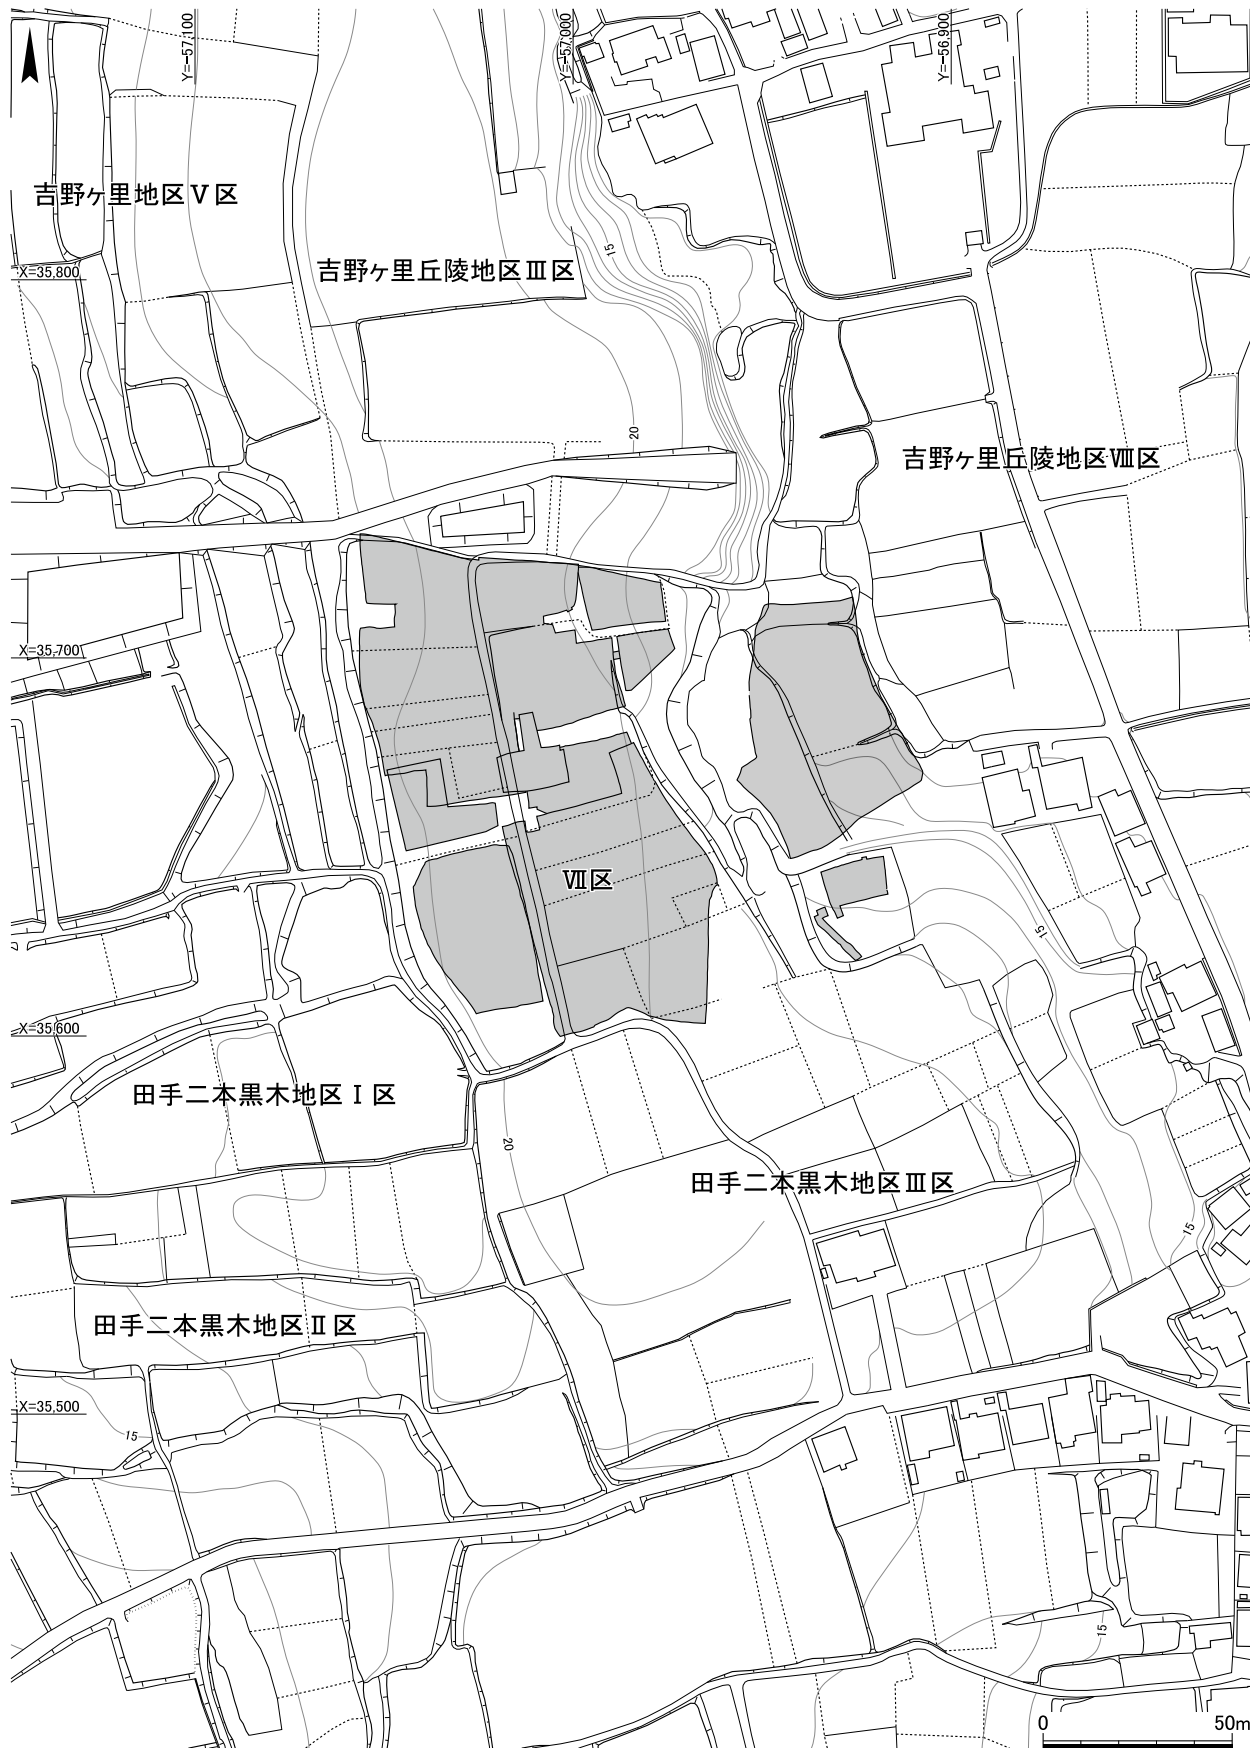 Y=-57,100
Y=-57,000
Y=-56,900
吉野ヶ里地区Ⅴ区
15
X=35,800
吉野ヶ里丘陵地区Ⅲ区
20
吉野ヶ里丘陵地区Ⅷ区
X=35,700
Ⅶ区
15
X=35,600
田手二本黒木地区Ⅰ区
20
田手二本黒木地区Ⅲ区
15
田手二本黒木地区Ⅱ区
X=35,500
15
15
0 50m